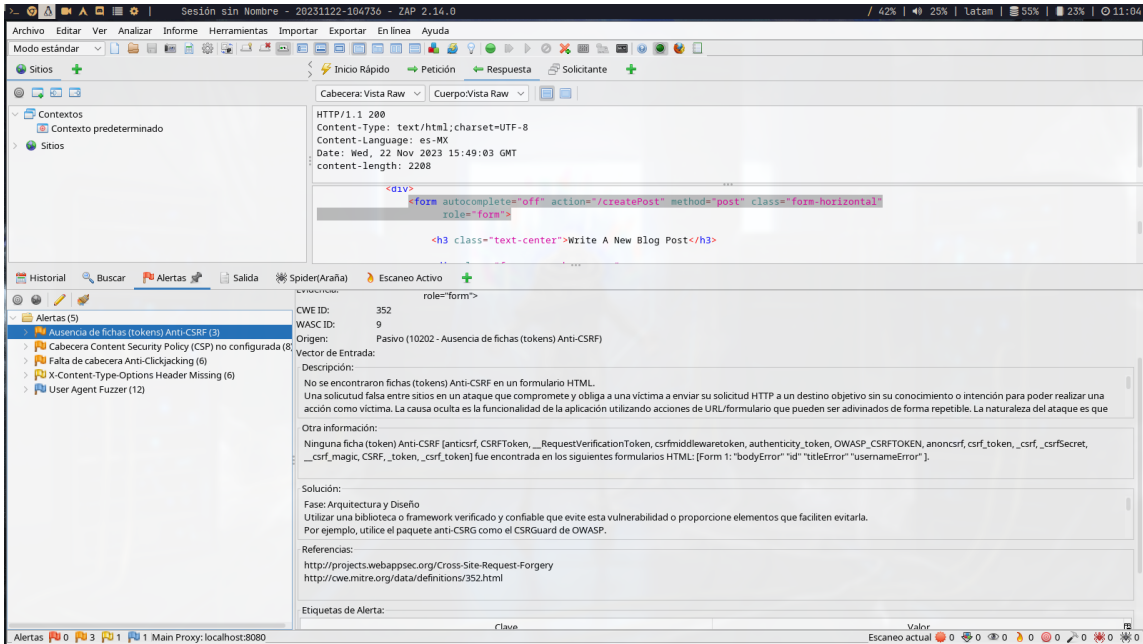 Sesión sin Nombre - 20231122-104736 - ZAP 2.14.0
/ 42% | 25% | latam | 55% | 23% | 11:04
Archivo Editar Ver Analizar Informe Herramientas Importar Exportar En línea Ayuda
Modo estándar
Sitios
Inicio Rápido Petición Respuesta Solicitante
Cabecera: Vista Raw Cuerpo:Vista Raw
Contextos
Contexto predeterminado
Sitios
HTTP/1.1 200
Content-Type: text/html;charset=UTF-8
Content-Language: es-MX
Date: Wed, 22 Nov 2023 15:49:03 GMT
content-length: 2208
<div>
<form autocomplete="off" action="/createPost" method="post" class="form-horizontal"
role="form">
<h3 class="text-center">Write A New Blog Post</h3>
Historial Buscar Alertas Salida Spider(Araña) Escaneo Activo
Alertas (5)
Ausencia de fichas (tokens) Anti-CSRF (3)
Cabecera Content Security Policy (CSP) no configurada (8)
Falta de cabecera Anti-Clickjacking (6)
X-Content-Type-Options Header Missing (6)
User Agent Fuzzer (12)
Evidencia:
role="form">
CWE ID: 352
WASC ID: 9
Origen: Pasivo (10202 - Ausencia de fichas (tokens) Anti-CSRF)
Vector de Entrada:
Descripción:
No se encontraron fichas (tokens) Anti-CSRF en un formulario HTML.
Una solicutud falsa entre sitios en un ataque que compromete y obliga a una víctima a enviar su solicitud HTTP a un destino objetivo sin su conocimiento o intención para poder realizar una
acción como víctima. La causa oculta es la funcionalidad de la aplicación utilizando acciones de URL/formulario que pueden ser adivinados de forma repetible. La naturaleza del ataque es que
Otra información:
Ninguna ficha (token) Anti-CSRF [anticsrf, CSRFToken, __RequestVerificationToken, csrfmiddlewaretoken, authenticity_token, OWASP_CSRFTOKEN, anoncsrf, csrf_token, _csrf, _csrfSecret,
__csrf_magic, CSRF, _token, _csrf_token] fue encontrada en los siguientes formularios HTML: [Form 1: "bodyError" "id" "titleError" "usernameError" ].
Solución:
Fase: Arquitectura y Diseño
Utilizar una biblioteca o framework verificado y confiable que evite esta vulnerabilidad o proporcione elementos que faciliten evitarla.
Por ejemplo, utilice el paquete anti-CSRG como el CSRGuard de OWASP.
Referencias:
http://projects.webappsec.org/Cross-Site-Request-Forgery
http://cwe.mitre.org/data/definitions/352.html
Etiquetas de Alerta:
Clave Valor
Alertas 0 3 1 1 Main Proxy: localhost:8080
Escaneo actual 0 0 0 0 0 0 0 0